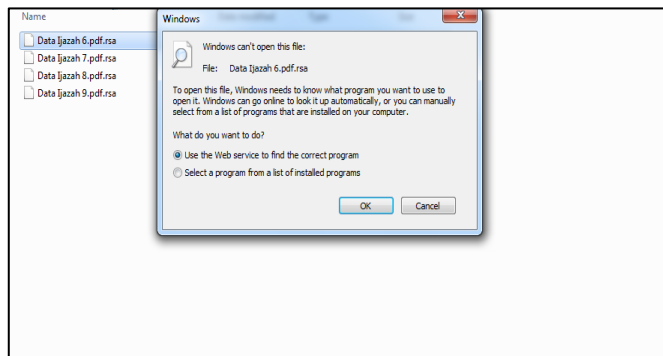 Name
Data Ijazah 6.pdf.rsa
Data Ijazah 7.pdf.rsa
Data Ijazah 8.pdf.rsa
Data Ijazah 9.pdf.rsa
Windows
Windows can't open this file:
File: Data Ijazah 6.pdf.rsa
To open this file, Windows needs to know what program you want to use to
open it. Windows can go online to look it up automatically, or you can manually
select from a list of programs that are installed on your computer.
What do you want to do?
Use the Web service to find the correct program
Select a program from a list of installed programs
OK
Cancel